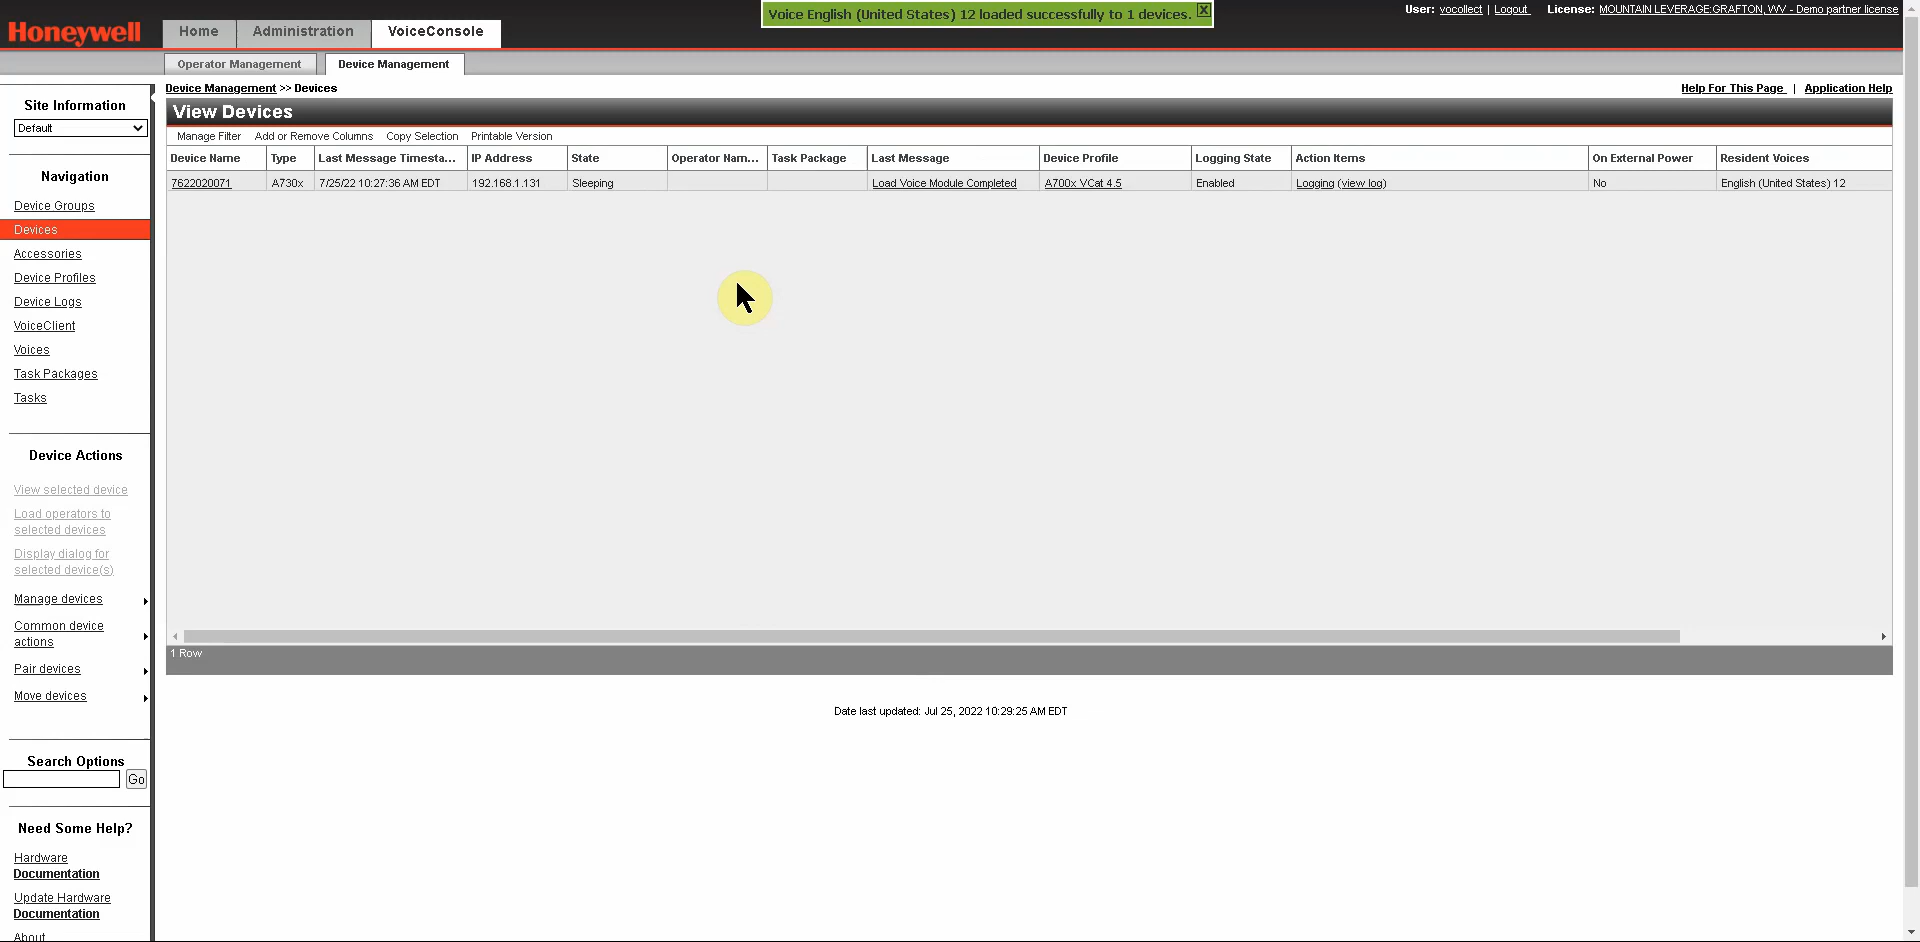 Voice English (United States) 12 loaded successfully to 1 devices.
User: vocollect | Logout License: MOUNTAIN LEVERAGE:GRAFTON, WV - Demo partner license
Honeywell
Home Administration VoiceConsole
Operator Management Device Management
Device Management >> Devices
Help For This Page | Application Help
Site Information
Default
Navigation
Device Groups
Devices
Accessories
Device Profiles
Device Logs
VoiceClient
Voices
Task Packages
Tasks
Device Actions
View selected device
Load operators to
selected devices
Display dialog for
selected device(s)
Manage devices
Common device
actions
Pair devices
Move devices
Search Options
Go
Need Some Help?
Hardware
Documentation
Update Hardware
Documentation
About
View Devices
Manage Filter Add or Remove Columns Copy Selection Printable Version
Device Name Type Last Message Timesta... IP Address State Operator Nam... Task Package Last Message Device Profile Logging State Action Items On External Power Resident Voices
7622020071 A730x 7/25/22 10:27:36 AM EDT 192.168.1.131 Sleeping Load Voice Module Completed A700x VCat 4.5 Enabled Logging (view log) No English (United States) 12
1 Row
Date last updated: Jul 25, 2022 10:29:25 AM EDT